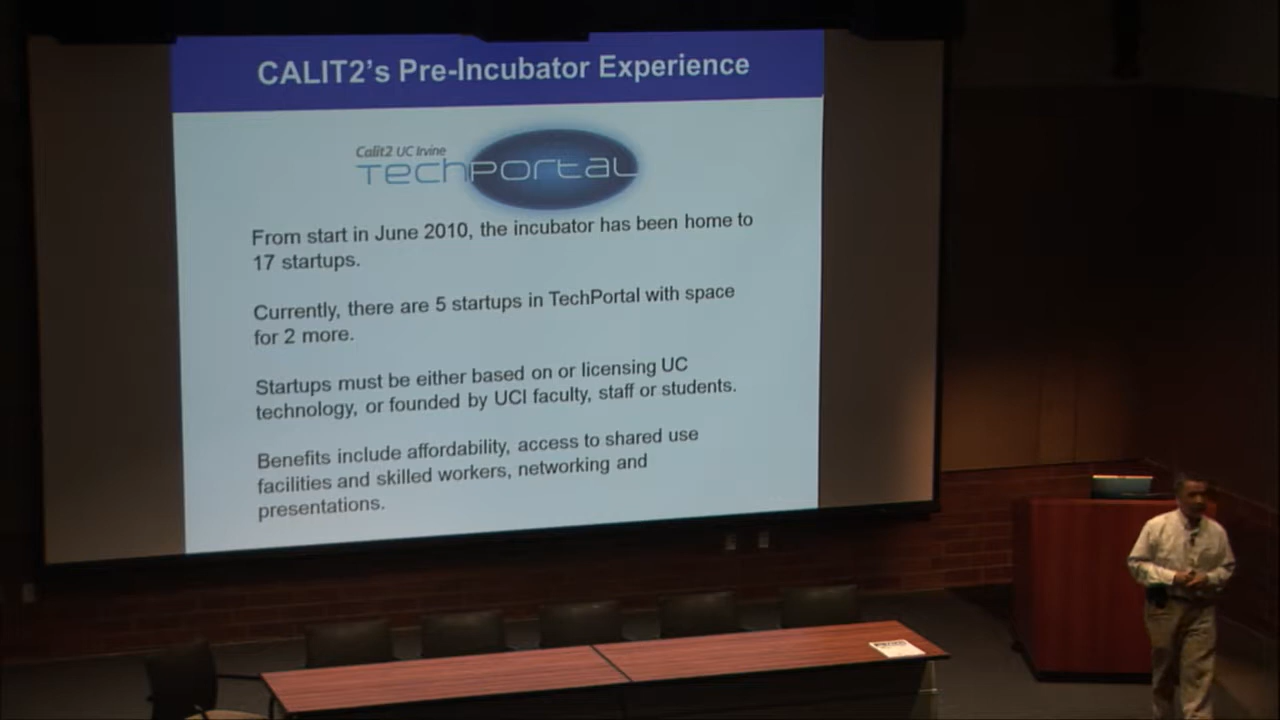 CALIT2's Pre-Incubator Experience
Calit2 UC Irvine
TechPortal
From start in June 2010, the incubator has been home to
17 startups.
Currently, there are 5 startups in TechPortal with space
for 2 more.
Startups must be either based on or licensing UC
technology, or founded by UCI faculty, staff or students.
Benefits include affordability, access to shared use
facilities and skilled workers, networking and
presentations.